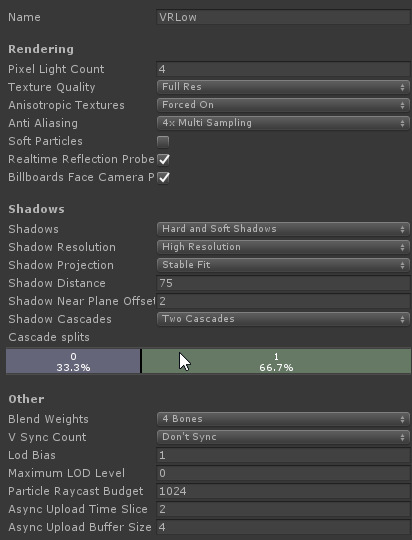 Name VRLow
Rendering
Pixel Light Count 4
Texture Quality Full Res
Anisotropic Textures Forced On
Anti Aliasing 4x Multi Sampling
Soft Particles
Realtime Reflection Probe
Billboards Face Camera P
Shadows
Shadows Hard and Soft Shadows
Shadow Resolution High Resolution
Shadow Projection Stable Fit
Shadow Distance 75
Shadow Near Plane Offset 2
Shadow Cascades Two Cascades
Cascade splits
0 1
33.3% 66.7%
Other
Blend Weights 4 Bones
V Sync Count Don't Sync
Lod Bias 1
Maximum LOD Level 0
Particle Raycast Budget 1024
Async Upload Time Slice 2
Async Upload Buffer Size 4